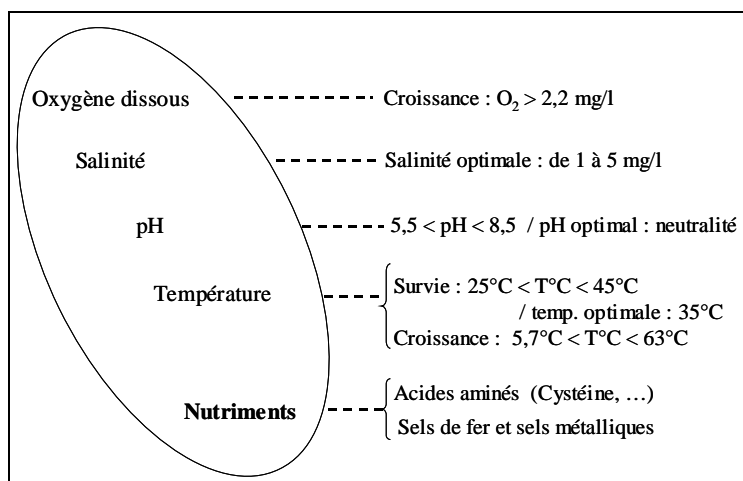 Oxygène dissous Croissance : O₂ > 2,2 mg/l
Salinité Salinité optimale : de 1 à 5 mg/l
pH 5,5 < pH < 8,5 / pH optimal : neutralité
Température
Survie : 25°C < T°C < 45°C
/ temp. optimale : 35°C
Croissance : 5,7°C < T°C < 63°C
Nutriments
Acides aminés (Cystéine, …)
Sels de fer et sels métalliques